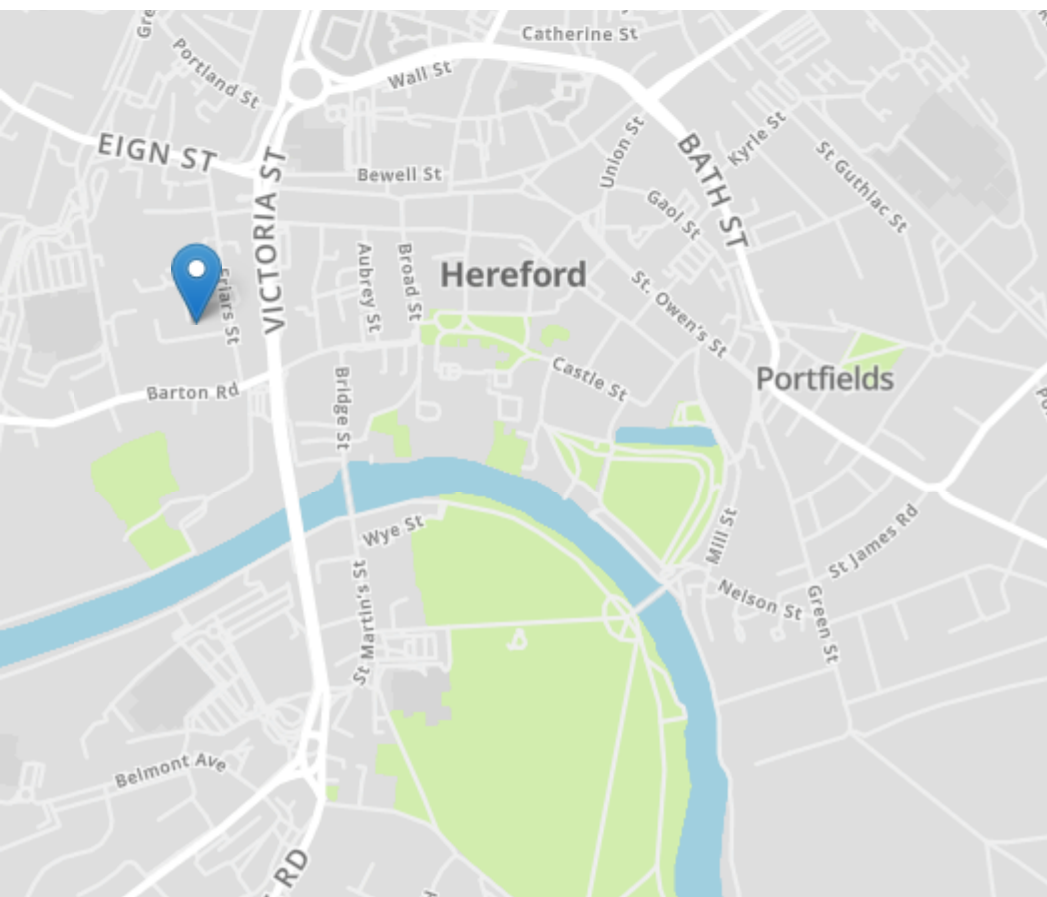 Gre
Catherine St
Portland St
Wall St
EIGN ST
VICTORIA ST
Bewell St
Union St
BATH ST
Kyrle St
St Guthlac St
Gaol St
Friars St
Aubrey St
Broad St
Hereford
St. Owen's St
Castle St
Portfields
Barton Rd
Bridge St
Wye St
Mill St
St James Rd
Nelson St
Green St
St Martin's St
Belmont Ave
RD